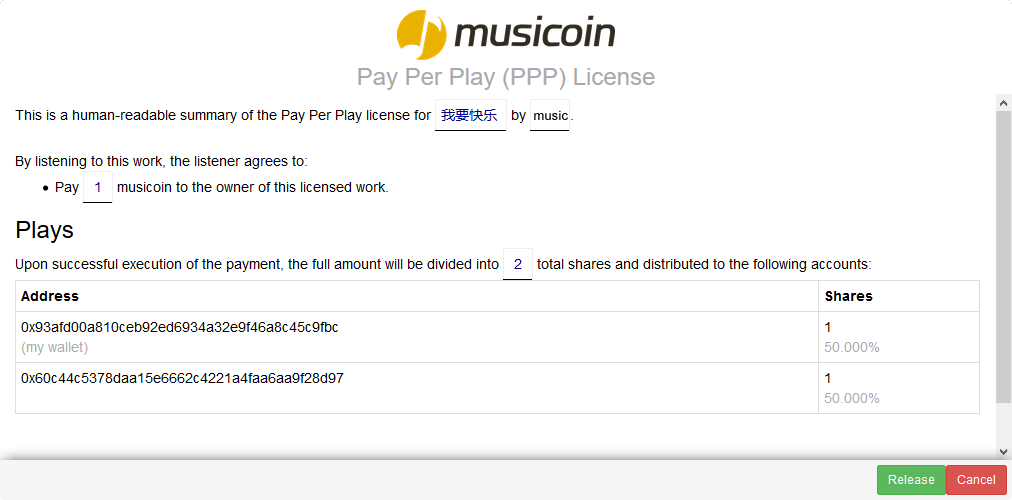 musicoin
Pay Per Play (PPP) License
This is a human-readable summary of the Pay Per Play license for 我要快乐 by music.
By listening to this work, the listener agrees to:
• Pay 1 musicoin to the owner of this licensed work.
Plays
Upon successful execution of the payment, the full amount will be divided into 2 total shares and distributed to the following accounts:
Address Shares
0x93afd00a810ceb92ed6934a32e9f46a8c45c9fbc 1
(my wallet) 50.000%
0x60c44c5378daa15e6662c4221a4faa6aa9f28d97 1
50.000%
Release Cancel